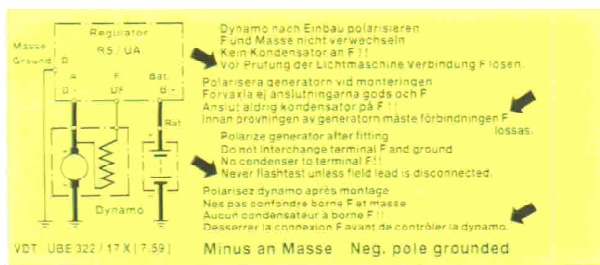 Regulator
RS / UA
Masse
Ground
D
A F Bat.
D - DF B -
Rot
Dynamo
VDT UBE 322 / 17 X [ 7.59 ]
Dynamo nach Einbau polarisieren
F und Masse nicht verwechseln
Kein Kondensator an F !!
Vor Prüfung der Lichtmaschine Verbindung F lösen.
Polarisera generatorn vid monteringen
Forvaxla ej anslutningarna gods och F
Anslut aldrig kondensator på F !!
Innan provningen av generatorn måste förbindningen F
lossas.
Polarize generator after fitting
Do not interchange terminal F and ground
No condenser to terminal F !!
Never flashtest unless field lead is disconnected.
Polarisez dynamo après montage
Nes pas confondre borne F et masse
Aucun condensateur à borne F !!
Desserrer la connexion F avant de contrôler la dynamo.
Minus an Masse Neg. pole grounded